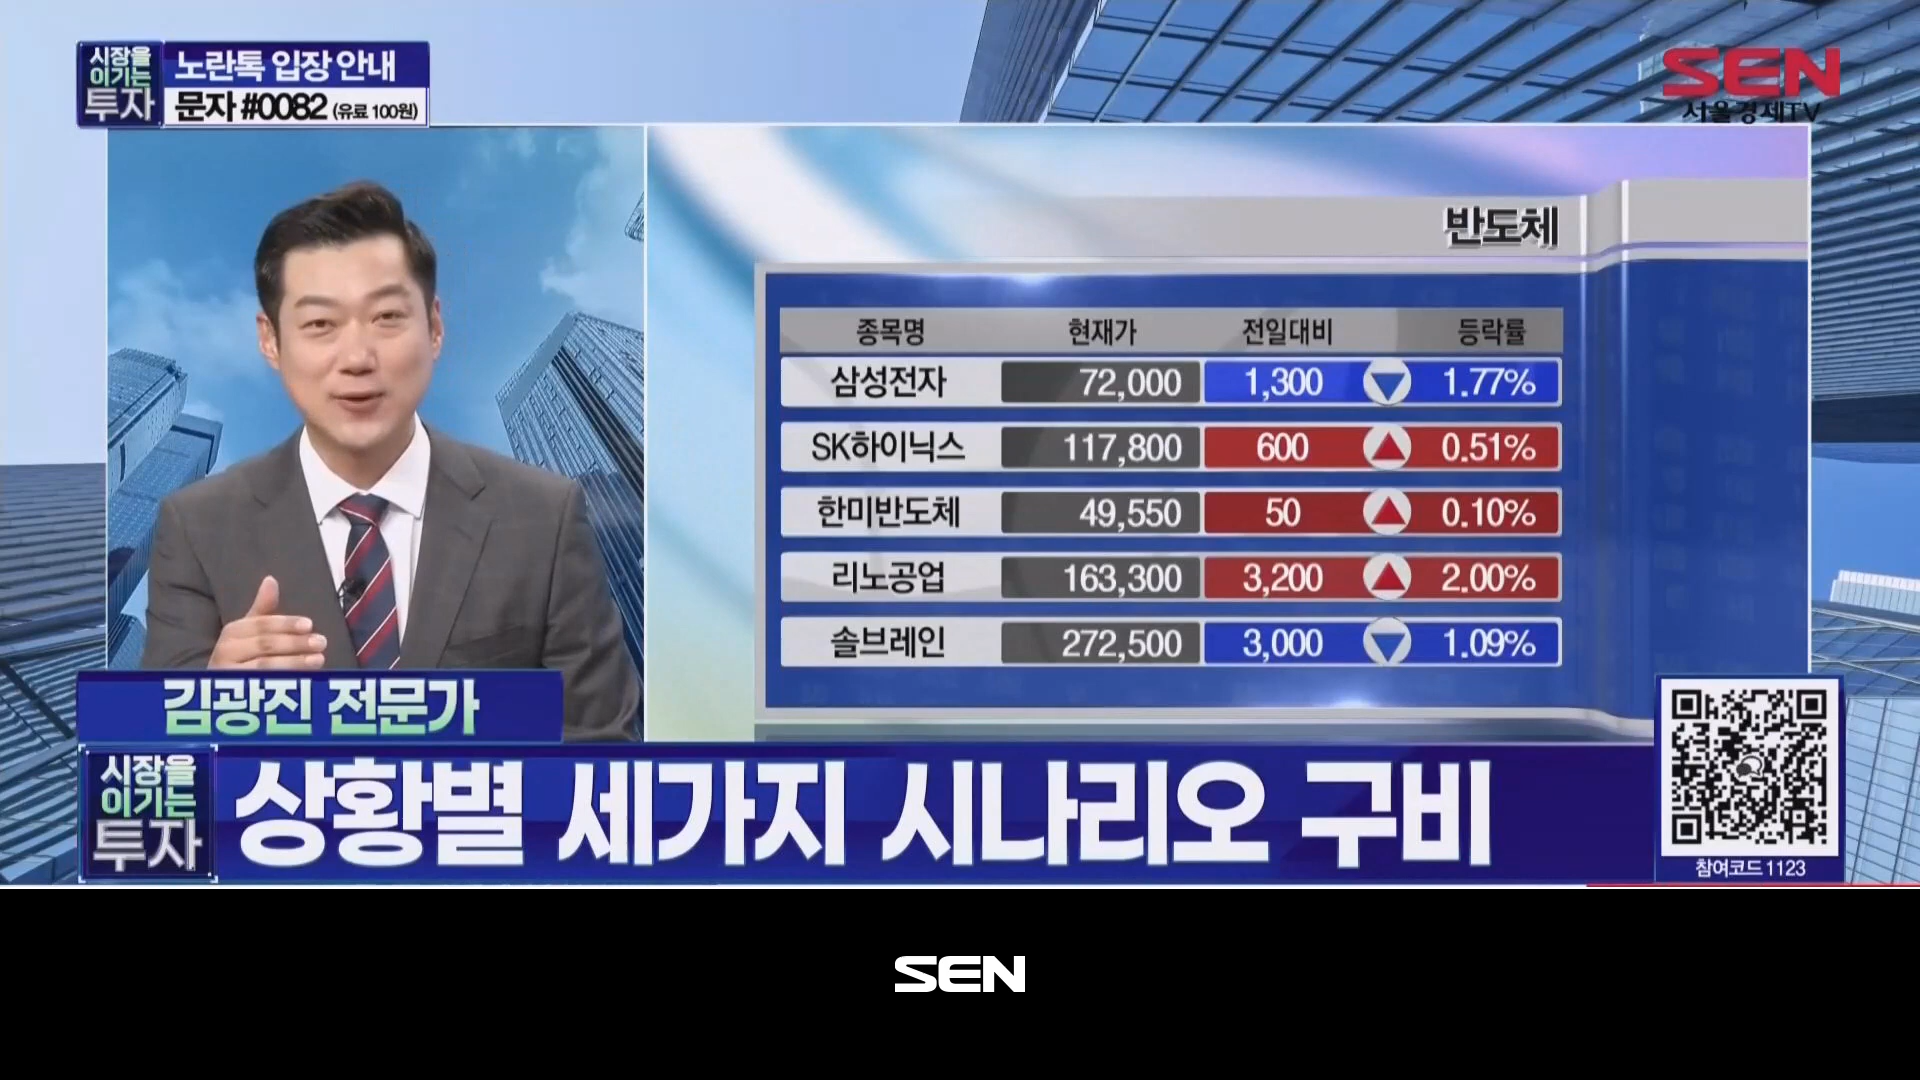 시장을
이기는
투자
노란톡 입장 안내
문자 #0082 (유료 100원)
SEN
서울경제TV
반도체
종목명 현재가 전일대비 등락률
삼성전자 72,000 1,300 ▼ 1.77%
SK하이닉스 117,800 600 ▲ 0.51%
한미반도체 49,550 50 ▲ 0.10%
리노공업 163,300 3,200 ▲ 2.00%
솔브레인 272,500 3,000 ▼ 1.09%
김광진 전문가
시장을
이기는
투자
상황별 세가지 시나리오 구비
참여코드 1123
SEN